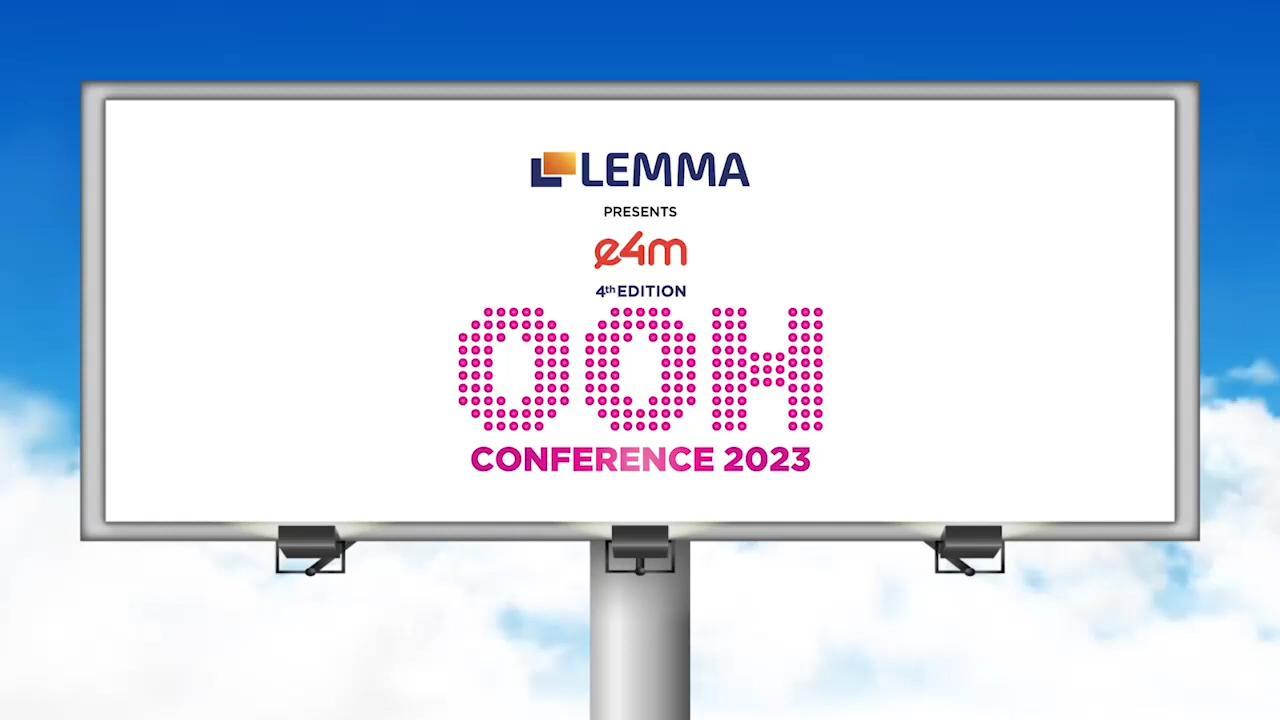 LEMMA
PRESENTS
e4m
4th EDITION
OOH
CONFERENCE 2023